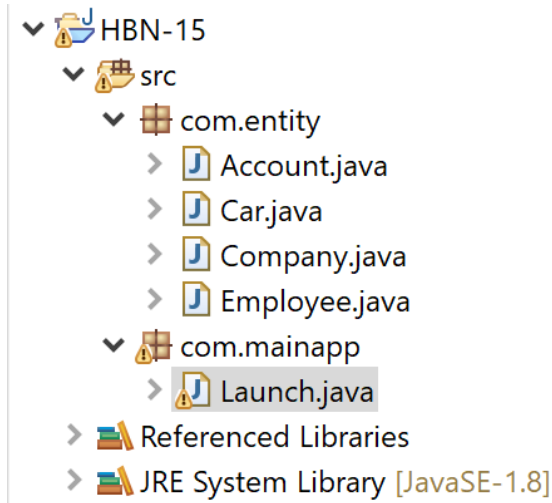 HBN-15
src
com.entity
Account.java
Car.java
Company.java
Employee.java
com.mainapp
Launch.java
Referenced Libraries
JRE System Library [JavaSE-1.8]